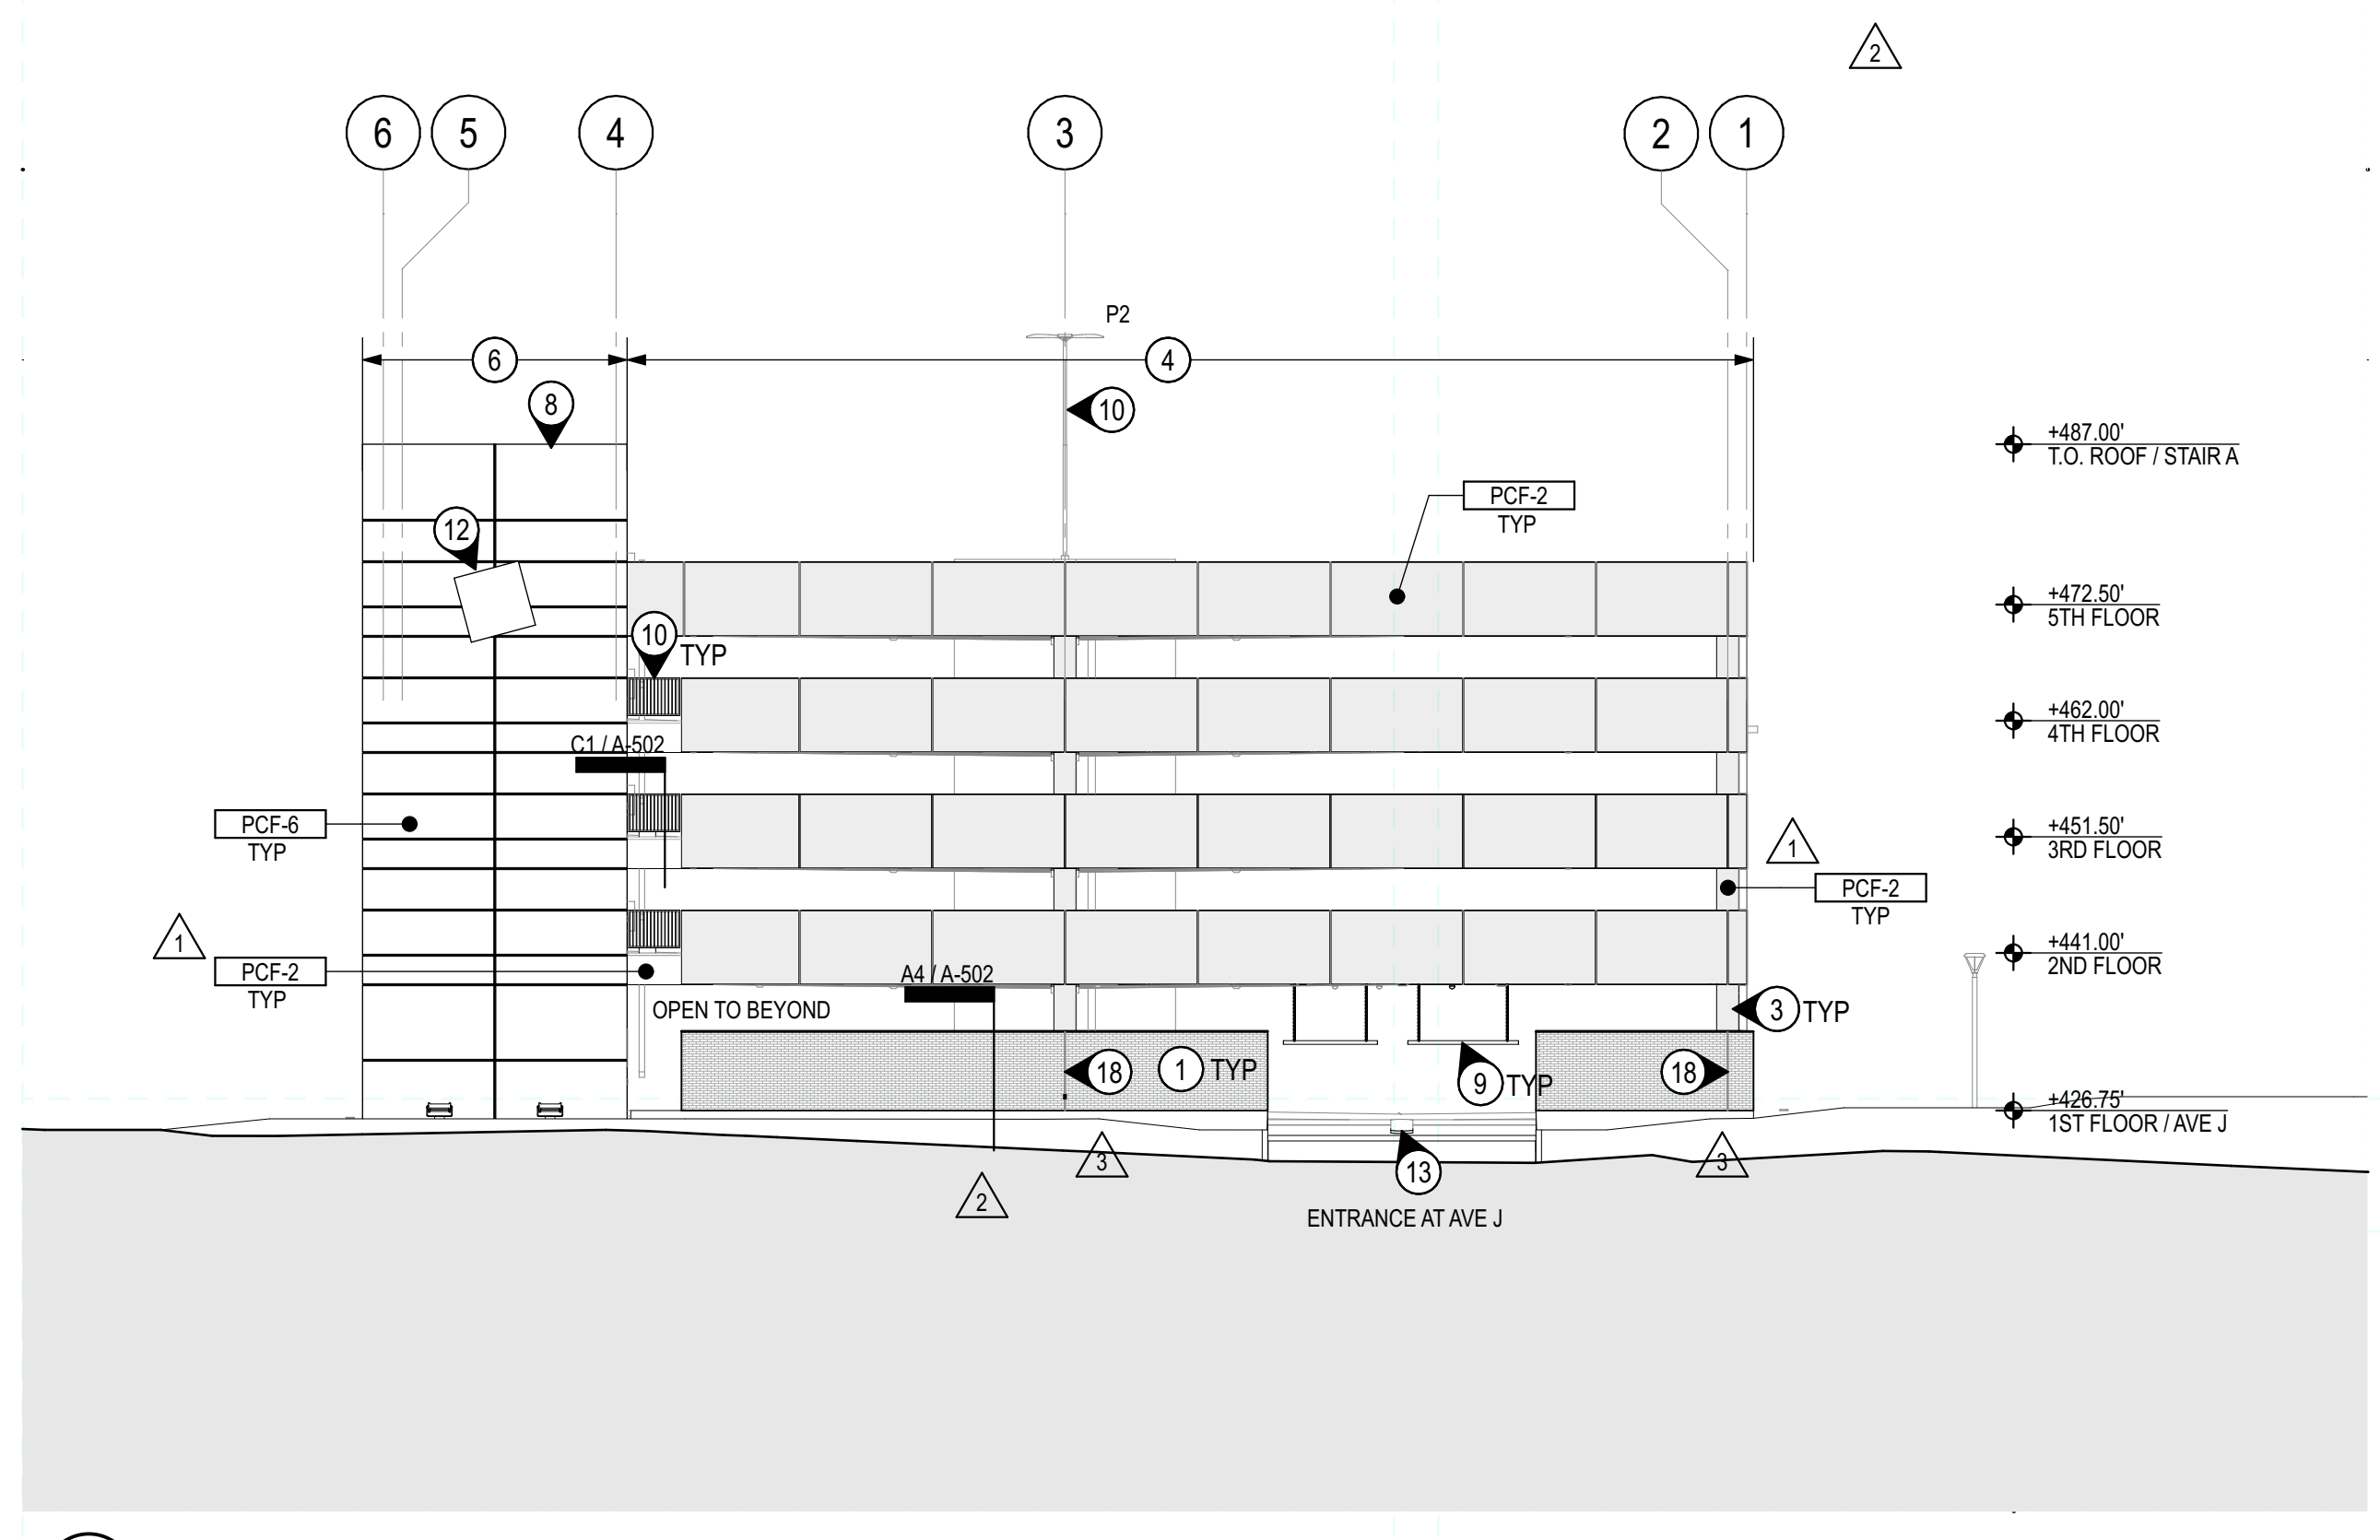 2
6
5
4
3
2
1
P2
6
4
8
10
+487.00'
T.O. ROOF / STAIR A
PCF-2
TYP
12
+472.50'
5TH FLOOR
10
TYP
+462.00'
4TH FLOOR
C1 / A-502
PCF-6
TYP
1
+451.50'
3RD FLOOR
PCF-2
TYP
1
PCF-2
TYP
+441.00'
2ND FLOOR
A4 / A-502
OPEN TO BEYOND
3 TYP
18
1 TYP
9 TYP
18
+426.75'
1ST FLOOR / AVE J
3
13
3
2
ENTRANCE AT AVE J